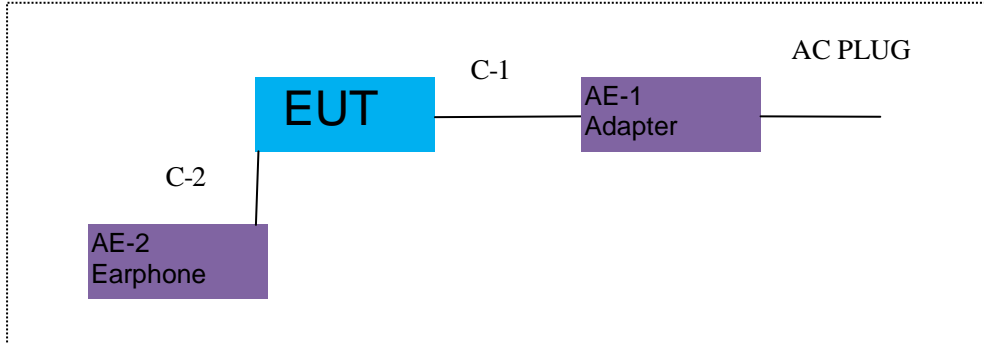 AC PLUG
C-1
EUT
AE-1
Adapter
C-2
AE-2
Earphone